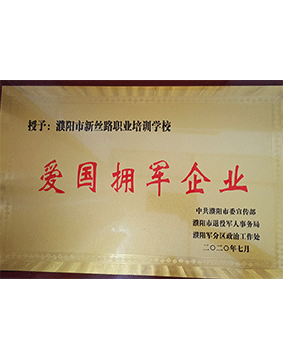 授予：濮阳市新丝路职业培训学校
爱国拥军企业
中共濮阳市委宣传部
濮阳市退役军人事务局
濮阳军分区政治工作处
二〇二〇年七月